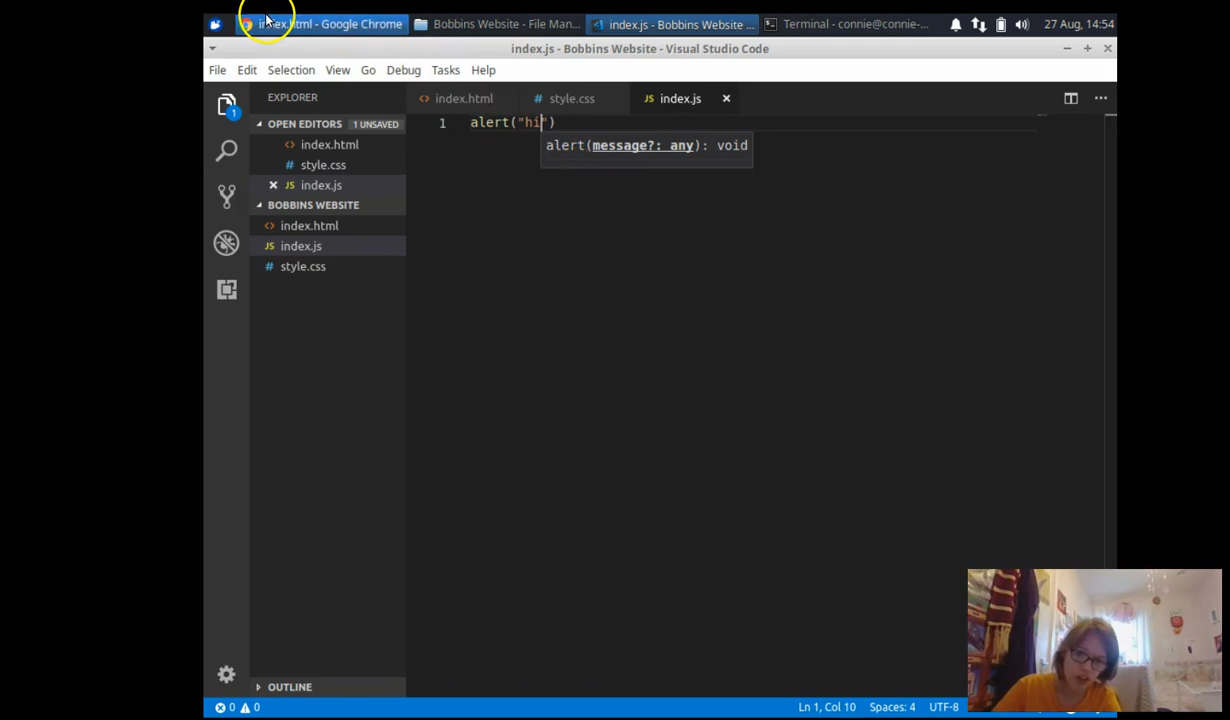 index.html - Google Chrome
Bobbins Website - File Man...
index.js - Bobbins Website ...
Terminal - connie@connie-...
27 Aug, 14:54
index.js - Bobbins Website - Visual Studio Code
File Edit Selection View Go Debug Tasks Help
EXPLORER
index.html
style.css
JS index.js
OPEN EDITORS 1 UNSAVED
1 alert("hi")
index.html
alert(message?: any): void
style.css
JS index.js
BOBBINS WEBSITE
index.html
JS index.js
# style.css
OUTLINE
0 0
Ln 1, Col 10 Spaces: 4 UTF-8